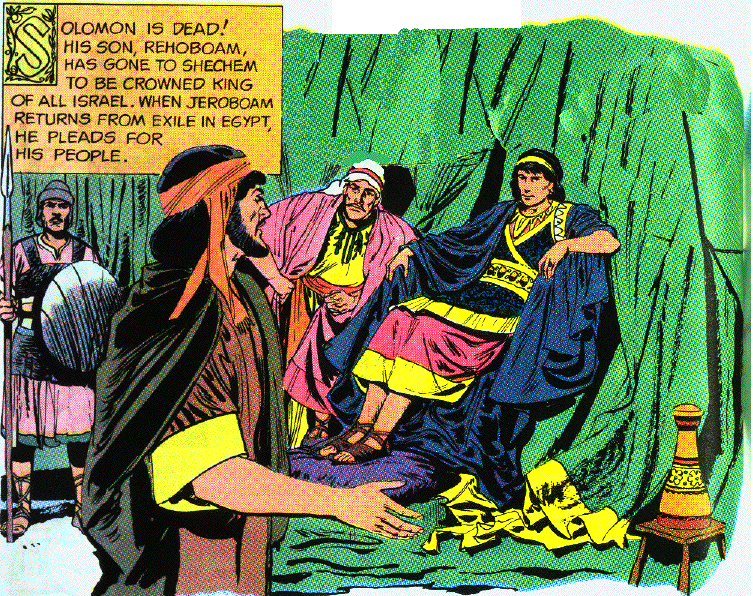 SOLOMON IS DEAD!
HIS SON, REHOBOAM,
HAS GONE TO SHECHEM
TO BE CROWNED KING
OF ALL ISRAEL. WHEN JEROBOAM
RETURNS FROM EXILE IN EGYPT,
HE PLEADS FOR
HIS PEOPLE.